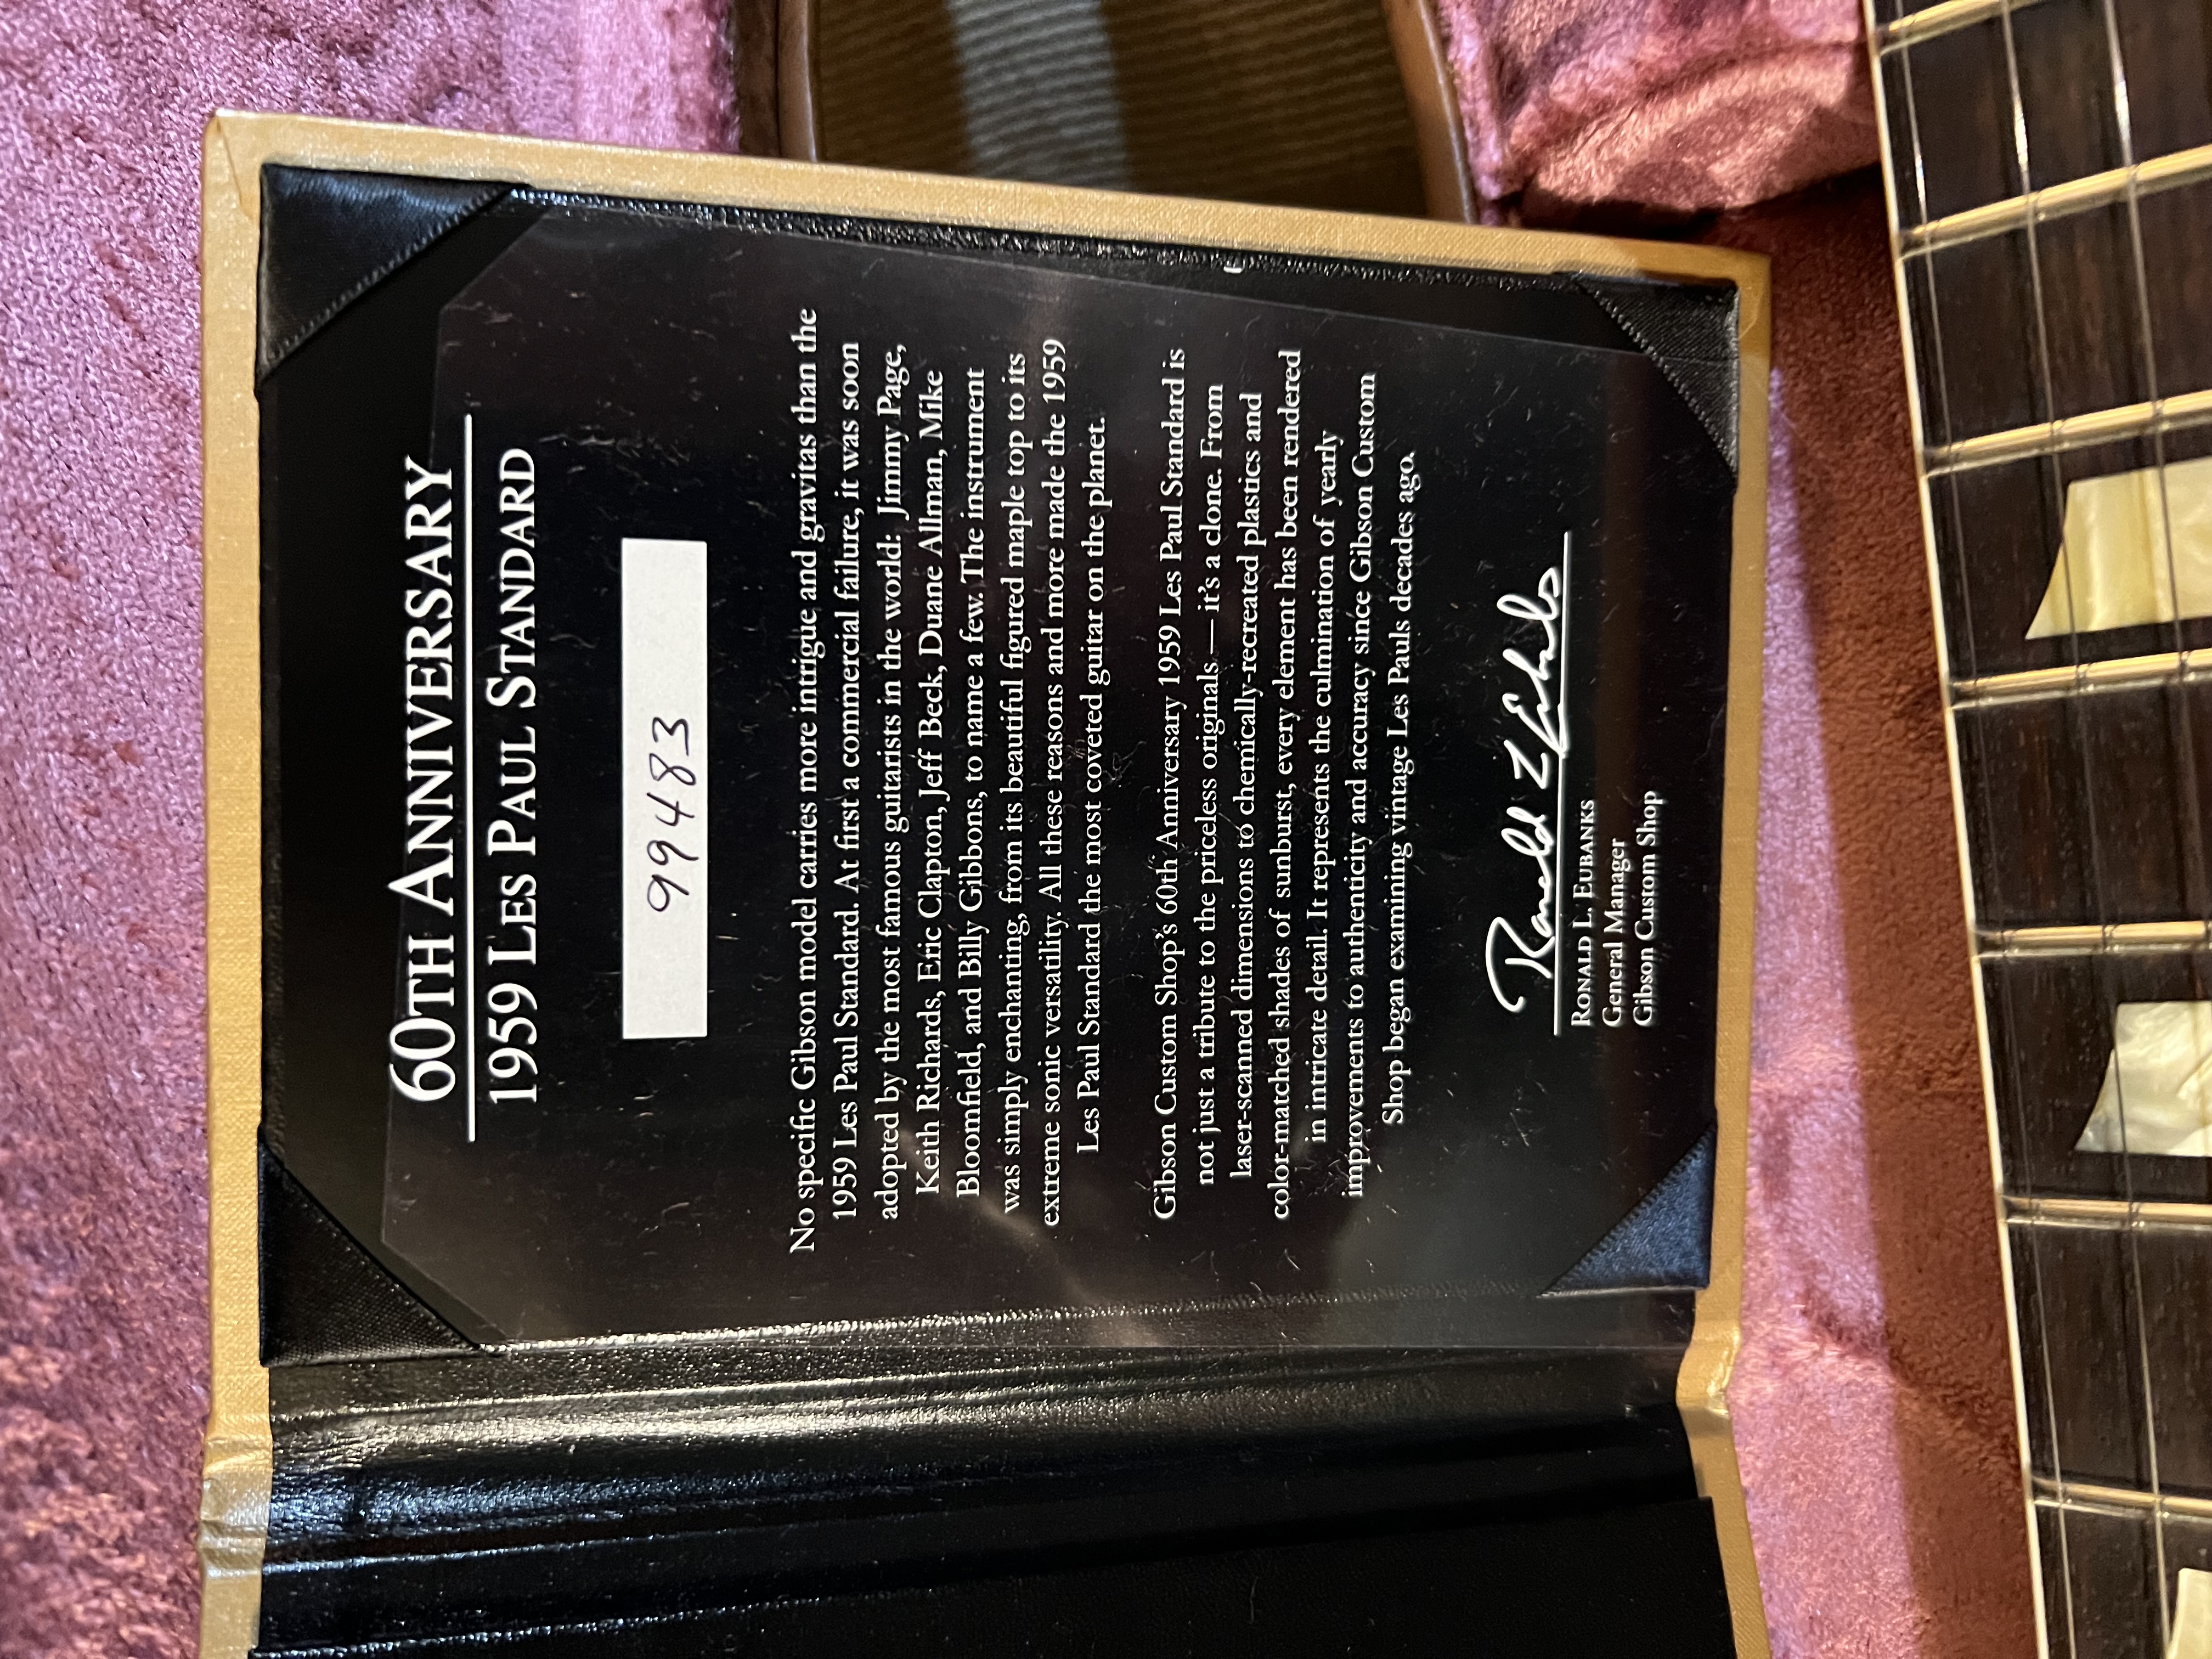 60TH ANNIVERSARY
1959 LES PAUL STANDARD
99483
No specific Gibson model carries more intrigue and gravitas than the
1959 Les Paul Standard. At first a commercial failure, it was soon
adopted by the most famous guitarists in the world: Jimmy Page,
Keith Richards, Eric Clapton, Jeff Beck, Duane Allman, Mike
Bloomfield, and Billy Gibbons, to name a few. The instrument
was simply enchanting, from its beautiful figured maple top to its
extreme sonic versatility. All these reasons and more made the 1959
Les Paul Standard the most coveted guitar on the planet.
Gibson Custom Shop's 60th Anniversary 1959 Les Paul Standard is
not just a tribute to the priceless originals — it's a clone. From
laser-scanned dimensions to chemically-recreated plastics and
color-matched shades of sunburst, every element has been rendered
in intricate detail. It represents the culmination of yearly
improvements to authenticity and accuracy since Gibson Custom
Shop began examining vintage Les Pauls decades ago.
Ronald L Eubanks
RONALD L. EUBANKS
General Manager
Gibson Custom Shop